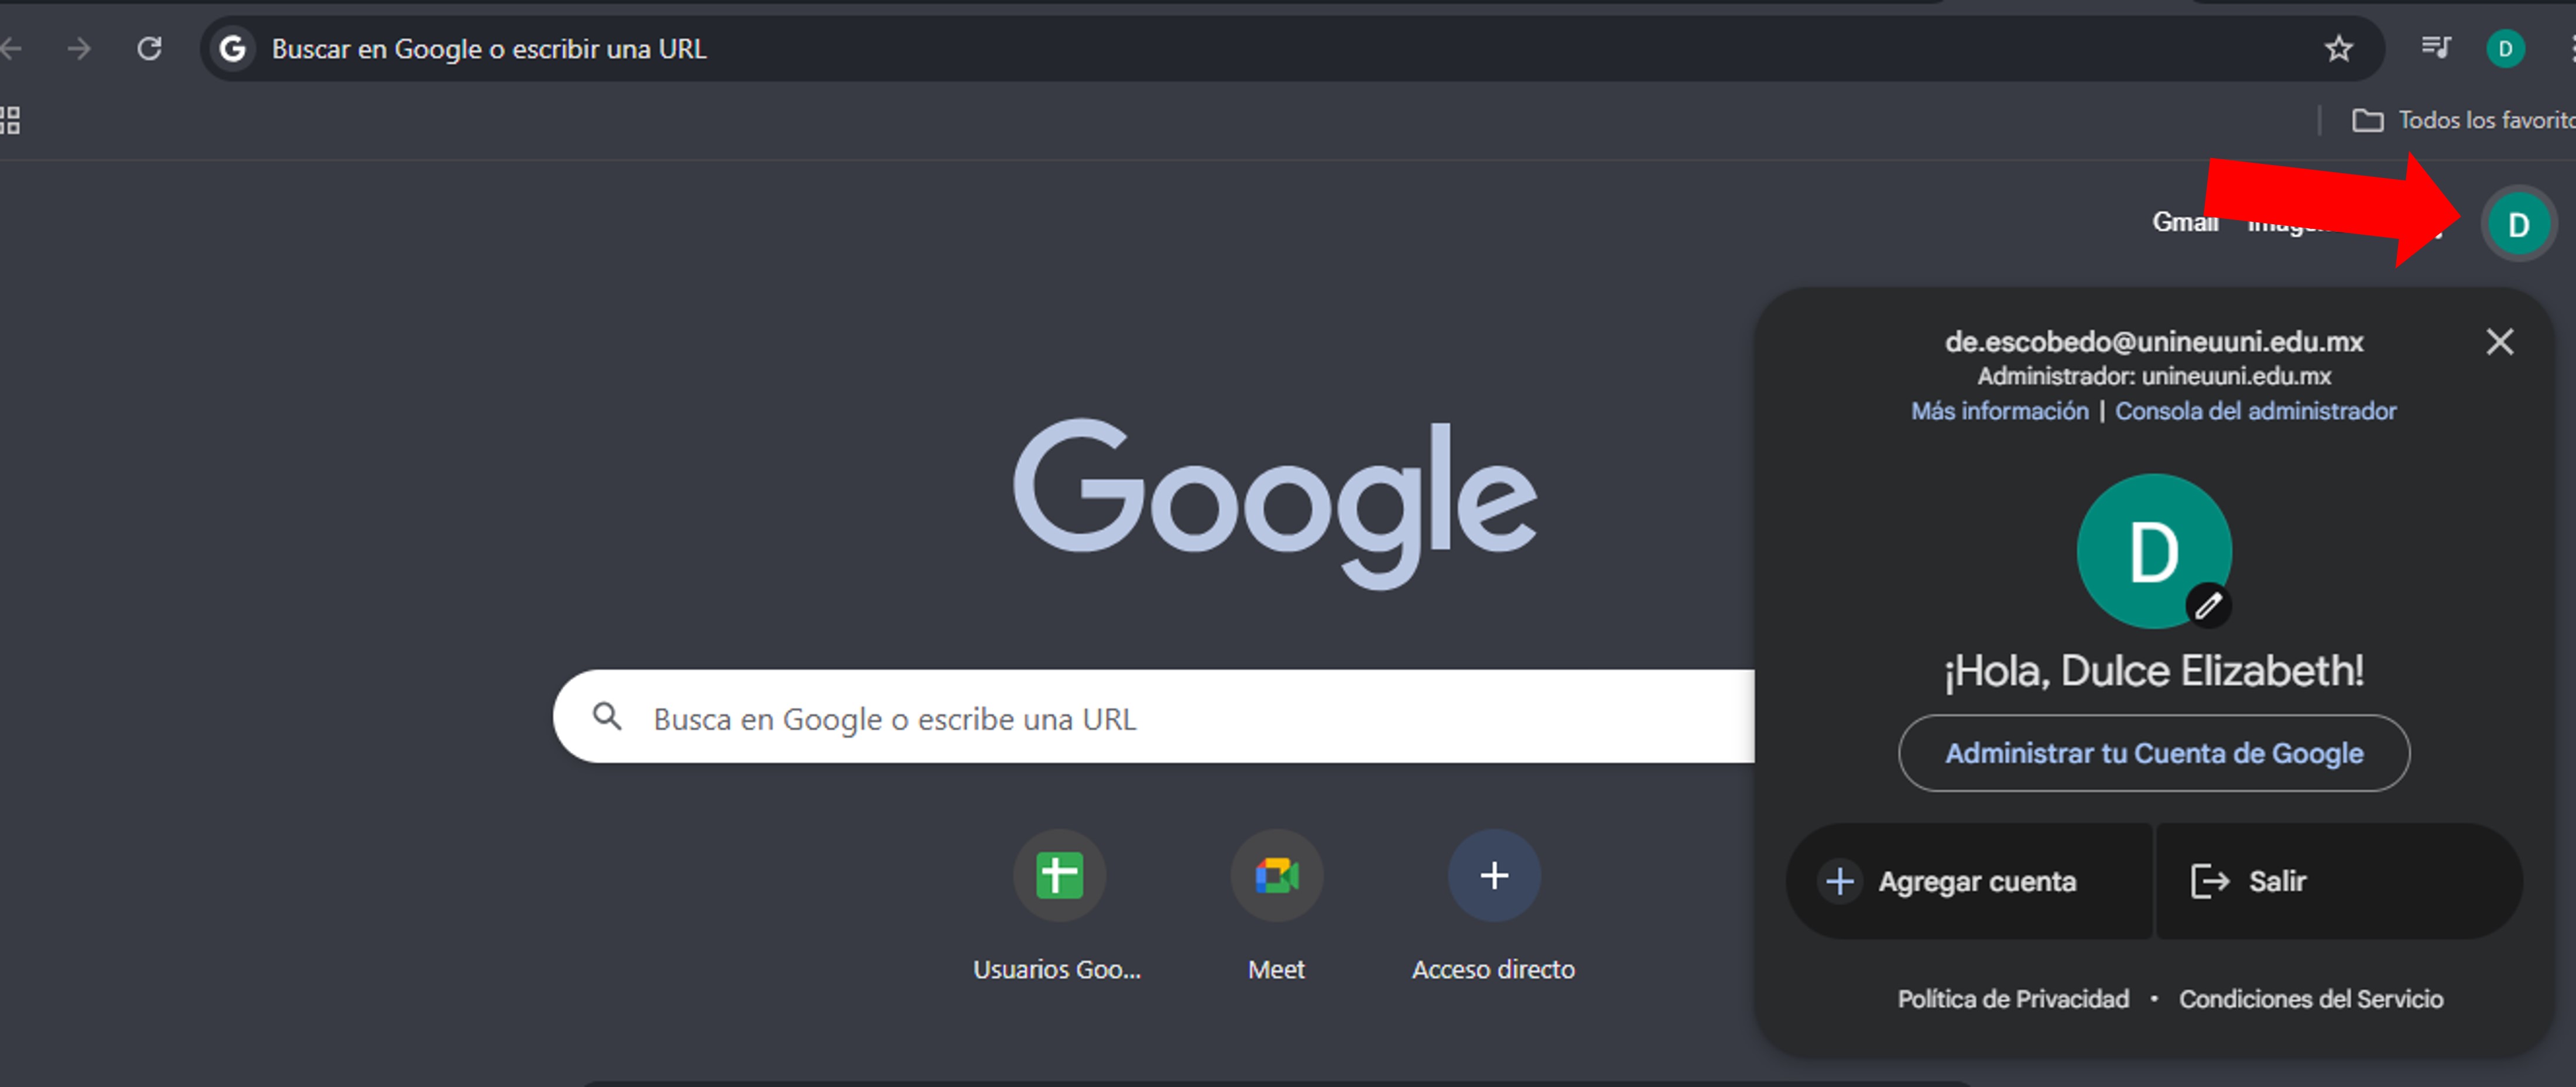 Buscar en Google o escribir una URL
D
Todos los favorito
Gmail
D
de.escobedo@unineuuni.edu.mx
Administrador: unineuuni.edu.mx
Más información | Consola del administrador
D
¡Hola, Dulce Elizabeth!
Administrar tu Cuenta de Google
Agregar cuenta
Salir
Política de Privacidad • Condiciones del Servicio
Google
Busca en Google o escribe una URL
Usuarios Goo...
Meet
Acceso directo